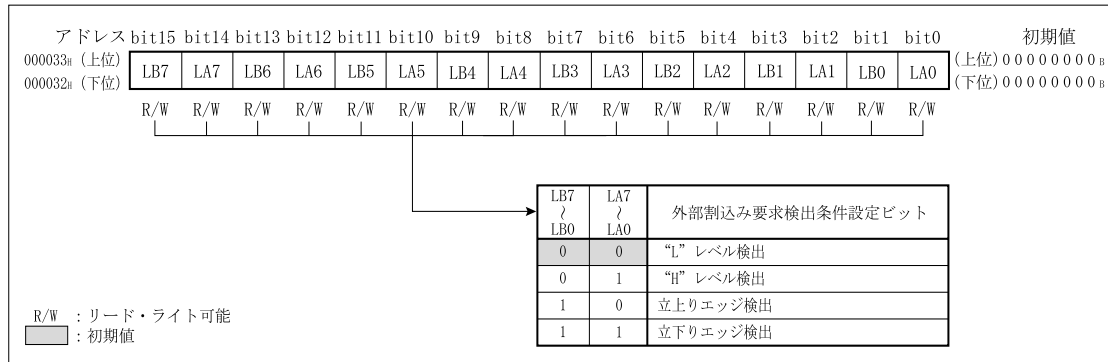 アドレス bit15 bit14 bit13 bit12 bit11 bit10 bit9 bit8 bit7 bit6 bit5 bit4 bit3 bit2 bit1 bit0 初期値
000033H (上位) (上位)00000000B
LB7 LA7 LB6 LA6 LB5 LA5 LB4 LA4 LB3 LA3 LB2 LA2 LB1 LA1 LB0 LA0
000032H (下位) (下位)00000000B
R/W R/W R/W R/W R/W R/W R/W R/W R/W R/W R/W R/W R/W R/W R/W R/W
LB7 LA7
～ ～ 外部割込み要求検出条件設定ビット
LB0 LA0
0 0 “L”レベル検出
0 1 “H”レベル検出
1 0 立上りエッジ検出
1 1 立下りエッジ検出
R/W ：リード・ライト可能
：初期値